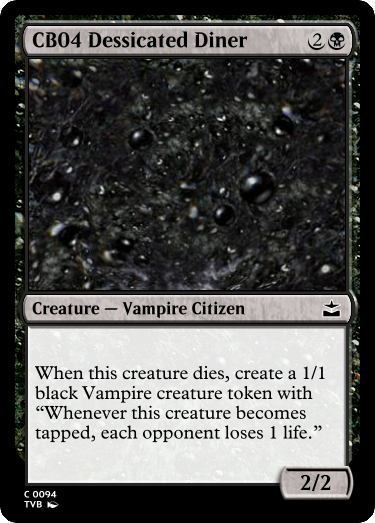 CB04 Dessicated Diner 2
Creature — Vampire Citizen
When this creature dies, create a 1/1
black Vampire creature token with
“Whenever this creature becomes
tapped, each opponent loses 1 life.”
2/2
C 0094
TVB